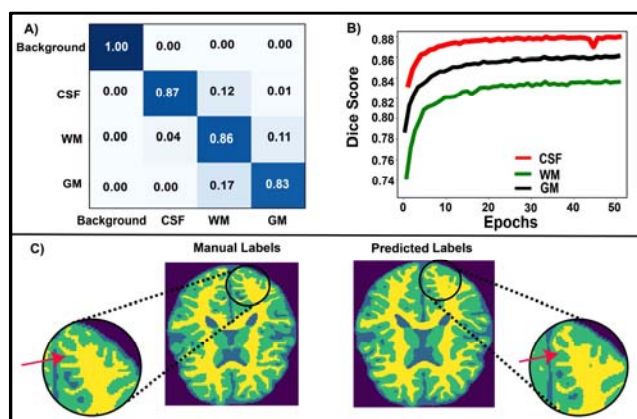 A)
Background 1.00 0.00 0.00 0.00
CSF 0.00 0.87 0.12 0.01
WM 0.00 0.04 0.86 0.11
GM 0.00 0.00 0.17 0.83
Background CSF WM GM
B)
Dice Score
0.88
0.86
0.84
0.82
0.80
0.78
0.76
0.74
CSF
WM
GM
0 10 20 30 40 50
Epochs
C)
Manual Labels Predicted Labels